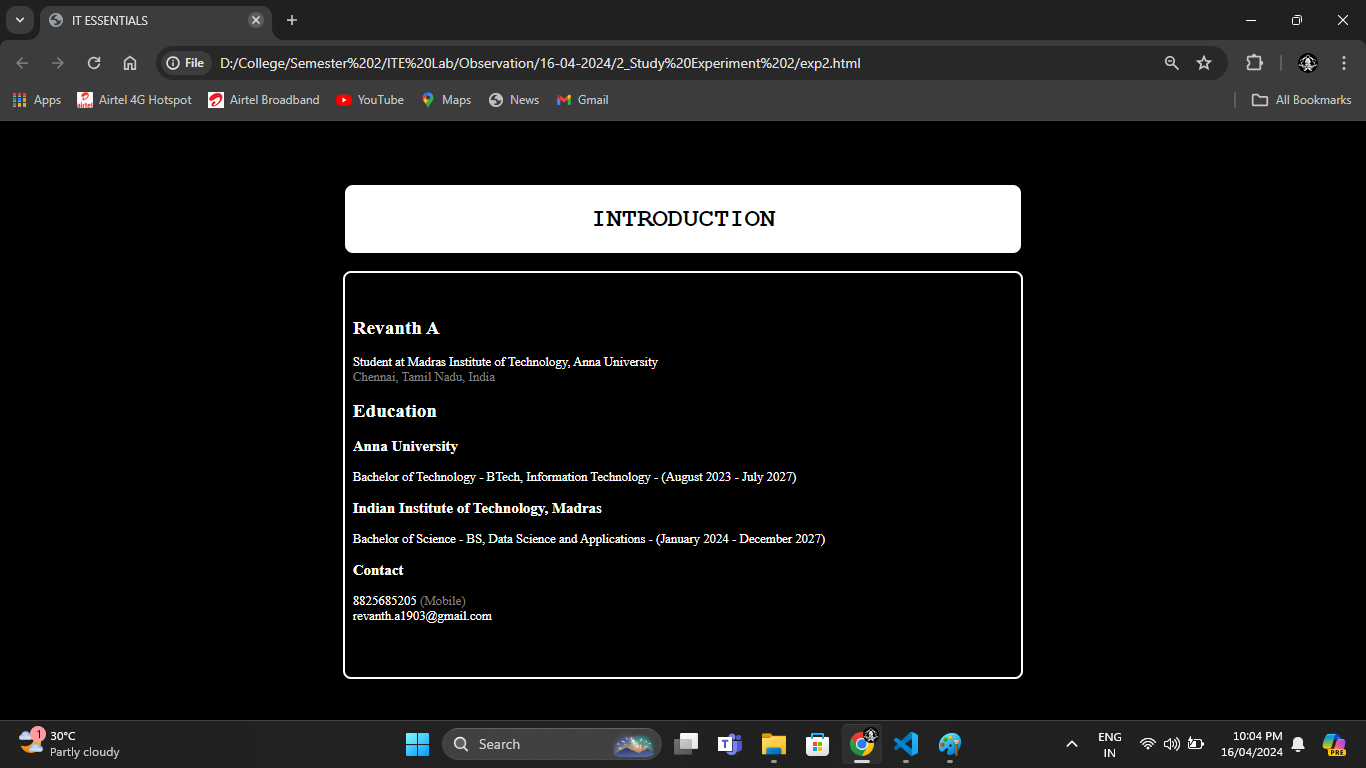 IT ESSENTIALS
File
D:/College/Semester%202/ITE%20Lab/Observation/16-04-2024/2_Study%20Experiment%202/exp2.html
Apps
Airtel 4G Hotspot
Airtel Broadband
YouTube
Maps
News
Gmail
All Bookmarks
INTRODUCTION
Revanth A
Student at Madras Institute of Technology, Anna University
Chennai, Tamil Nadu, India
Education
Anna University
Bachelor of Technology - BTech, Information Technology - (August 2023 - July 2027)
Indian Institute of Technology, Madras
Bachelor of Science - BS, Data Science and Applications - (January 2024 - December 2027)
Contact
8825685205 (Mobile)
revanth.a1903@gmail.com
1
30°C
Partly cloudy
Search
ENG
IN
10:04 PM
16/04/2024
PRE